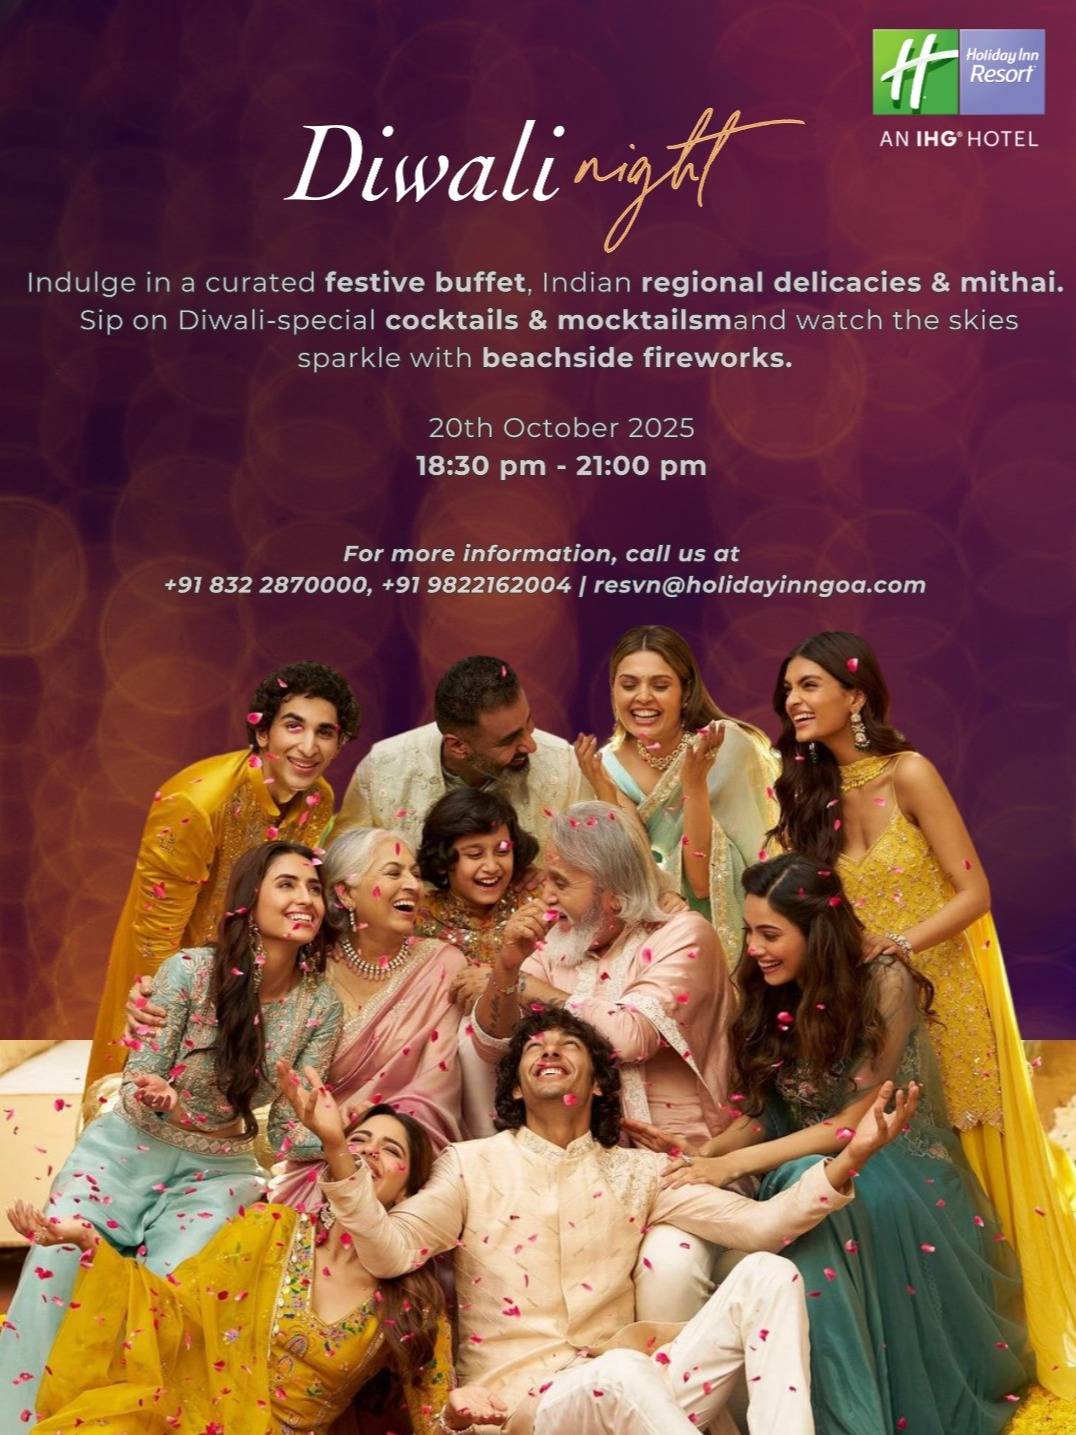 Holiday Inn
Resort
AN IHG® HOTEL
Diwali night
Indulge in a curated festive buffet, Indian regional delicacies & mithai.
Sip on Diwali-special cocktails & mocktailsmand watch the skies
sparkle with beachside fireworks.
20th October 2025
18:30 pm - 21:00 pm
For more information, call us at
+91 832 2870000, +91 9822162004 | resvn@holidayinngoa.com